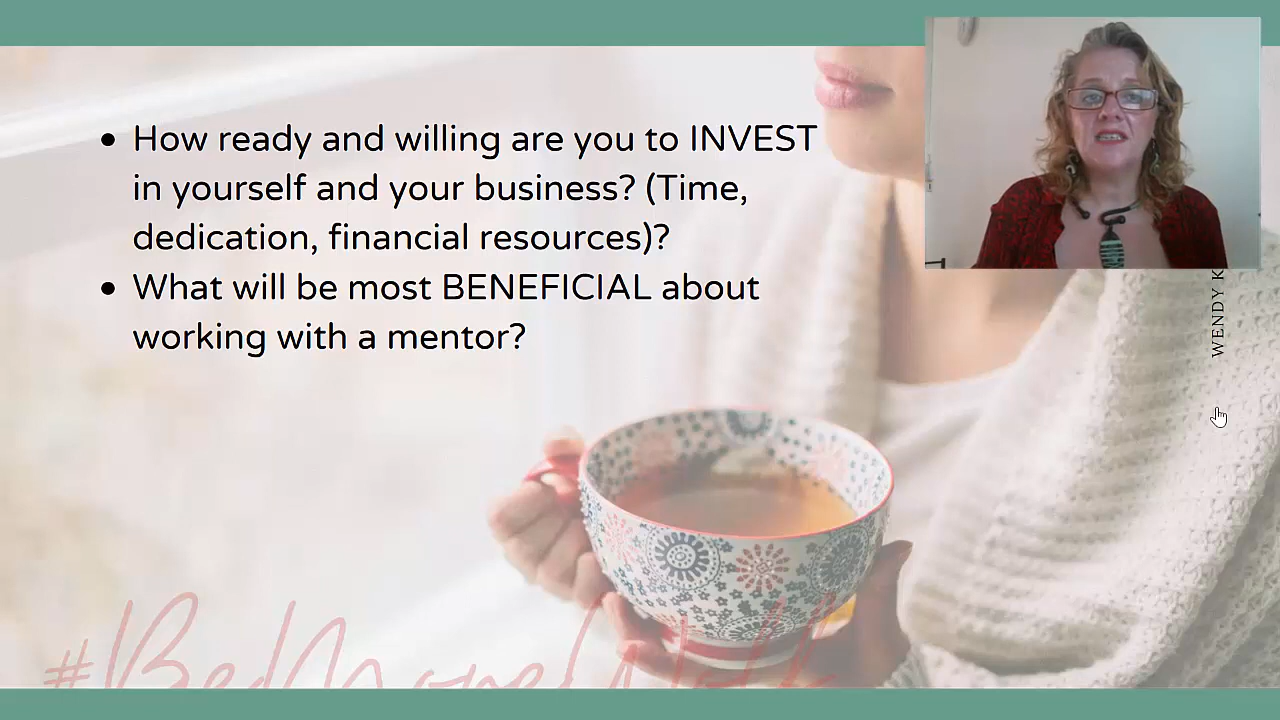 How ready and willing are you to INVEST
in yourself and your business? (Time,
dedication, financial resources)?
What will be most BENEFICIAL about
working with a mentor?
WENDY K